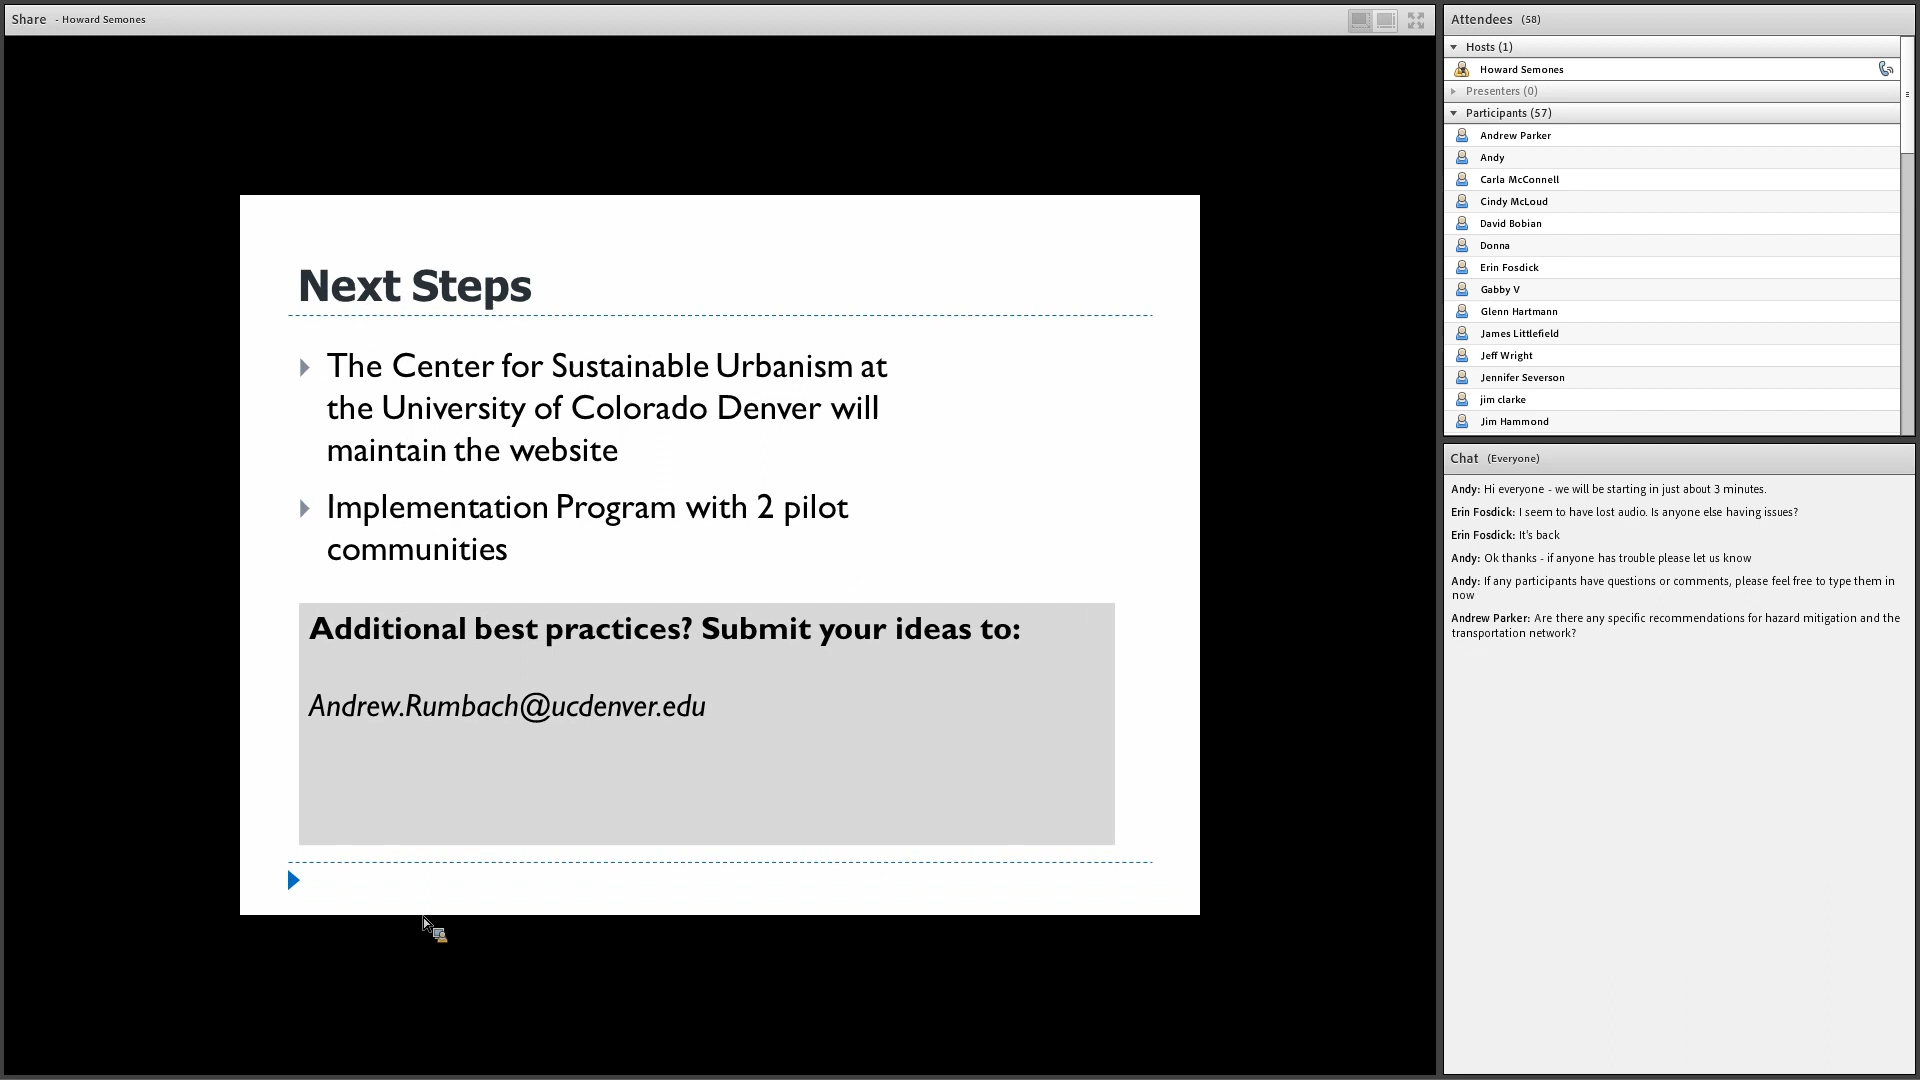 Share - Howard Semones
Next Steps
The Center for Sustainable Urbanism at
the University of Colorado Denver will
maintain the website
Implementation Program with 2 pilot
communities
Additional best practices? Submit your ideas to:
Andrew.Rumbach@ucdenver.edu
Attendees (58)
Hosts (1)
Howard Semones
Presenters (0)
Participants (57)
Andrew Parker
Andy
Carla McConnell
Cindy McLoud
David Bobian
Donna
Erin Fosdick
Gabby V
Glenn Hartmann
James Littlefield
Jeff Wright
Jennifer Severson
jim clarke
Jim Hammond
Chat (Everyone)
Andy: Hi everyone - we will be starting in just about 3 minutes.
Erin Fosdick: I seem to have lost audio. Is anyone else having issues?
Erin Fosdick: It's back
Andy: Ok thanks - if anyone has trouble please let us know
Andy: If any participants have questions or comments, please feel free to type them in
now
Andrew Parker: Are there any specific recommendations for hazard mitigation and the
transportation network?